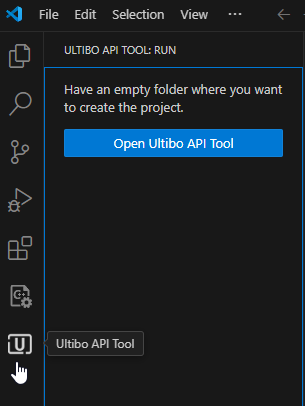 File Edit Selection ...
ULTIBO API TOOL: RUN
Have an empty folder where you want
to create the project.
Open Ultibo API Tool
C++
U
Ultibo API Tool